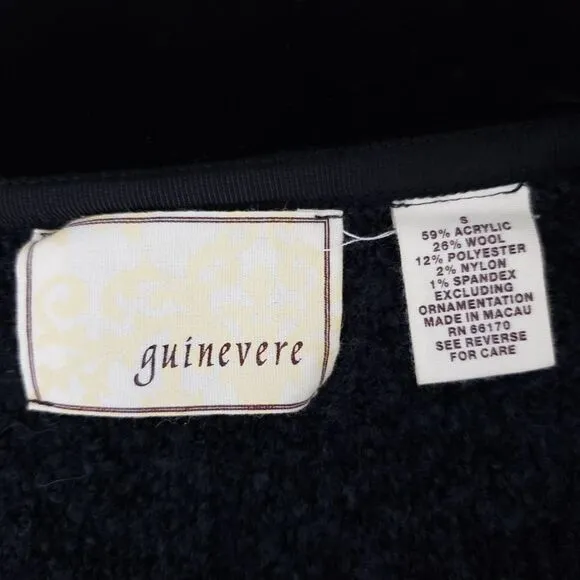 guinevere
S
59% ACRYLIC
26% WOOL
12% POLYESTER
2% NYLON
1% SPANDEX
EXCLUDING
ORNAMENTATION
MADE IN MACAU
RN 66170
SEE REVERSE
FOR CARE